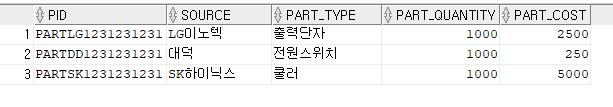 PID SOURCE PART_TYPE PART_QUANTITY PART_COST
1 PARTLG1231231231 LG이노텍 출력단자 1000 2500
2 PARTDD1231231231 대덕 전원스위치 1000 250
3 PARTSK1231231231 SK하이닉스 쿨러 1000 5000